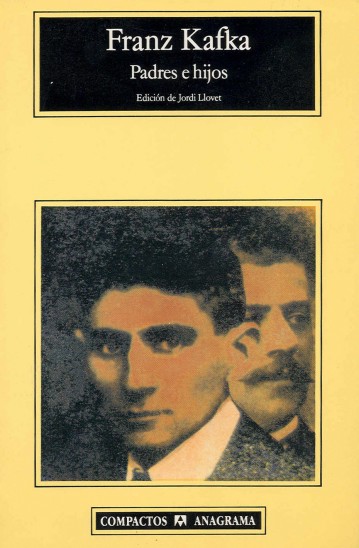 Franz Kafka
Padres e hijos
Edición de Jordi Llovet
COMPACTOS ANAGRAMA